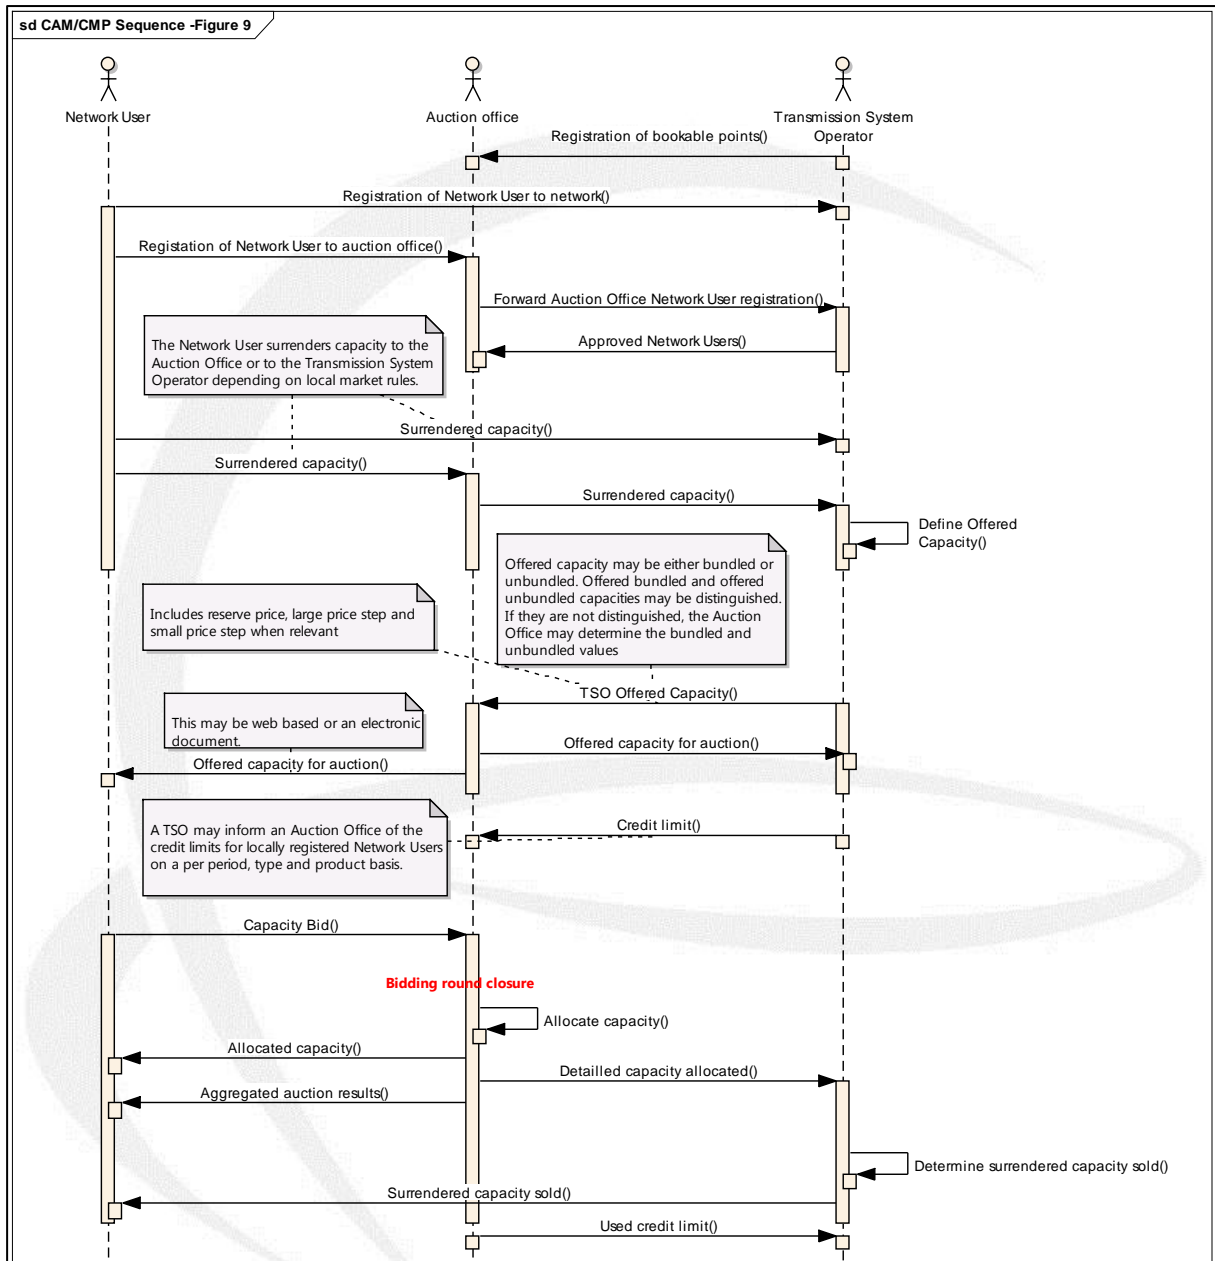 sd CAM/CMP Sequence -Figure 9
Network User
Auction office
Transmission System
Operator
Registration of bookable points()
Registration of Network User to network()
Registation of Network User to auction office()
Forward Auction Office Network User registration()
The Network User surrenders capacity to the
Auction Office or to the Transmission System
Operator depending on local market rules.
Approved Network Users()
Surrendered capacity()
Surrendered capacity()
Surrendered capacity()
Define Offered
Capacity()
Offered capacity may be either bundled or
unbundled. Offered bundled and offered
unbundled capacities may be distinguished.
If they are not distinguished, the Auction
Office may determine the bundled and
unbundled values
Includes reserve price, large price step and
small price step when relevant
TSO Offered Capacity()
This may be web based or an electronic
document.
Offered capacity for auction()
Offered capacity for auction()
A TSO may inform an Auction Office of the
credit limits for locally registered Network Users
on a per period, type and product basis.
Credit limit()
Capacity Bid()
Bidding round closure
Allocate capacity()
Allocated capacity()
Detailled capacity allocated()
Aggregated auction results()
Determine surrendered capacity sold()
Surrendered capacity sold()
Used credit limit()